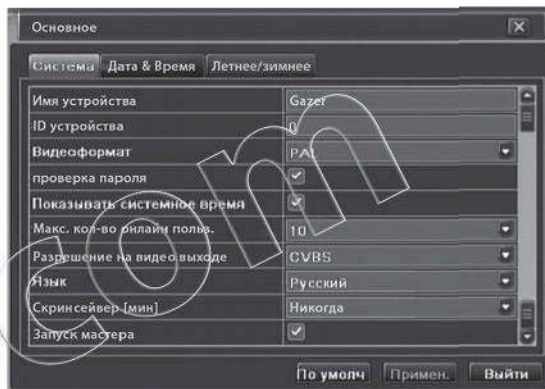 Основное
Система Дата & Время Летнее/зимнее
Имя устройства Gazer
ID устройства 0
Видеоформат PAL
проверка пароля
Показывать системное время
Макс. кол-во онлайн польз. 10
Разрешение на видео выходе CVBS
Язык Русский
Скринсейвер [мин] Никогда
Запуск мастера
По умолч Примен. Выйти
com